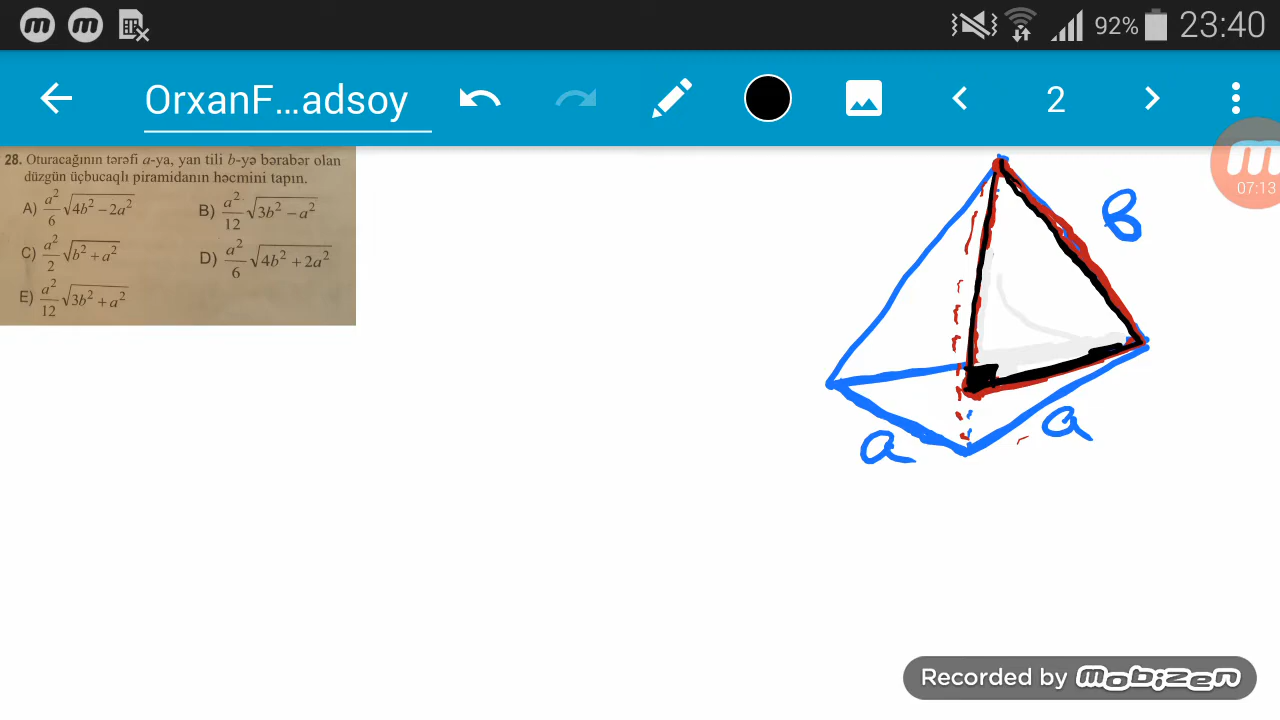 92% 23:40
OrxanF...adsoy 2
07:13
28. Oturacağının tərəfi a-ya, yan tili b-yə bərabər olan
düzgün üçbucaqlı piramidanın həcmini tapın.
A) a²/6 √(4b² – 2a²) B) a²/12 √(3b² – a²)
C) a²/2 √(b² + a²) D) a²/6 √(4b² + 2a²)
E) a²/12 √(3b² + a²)
B
a a
Recorded by mobizen